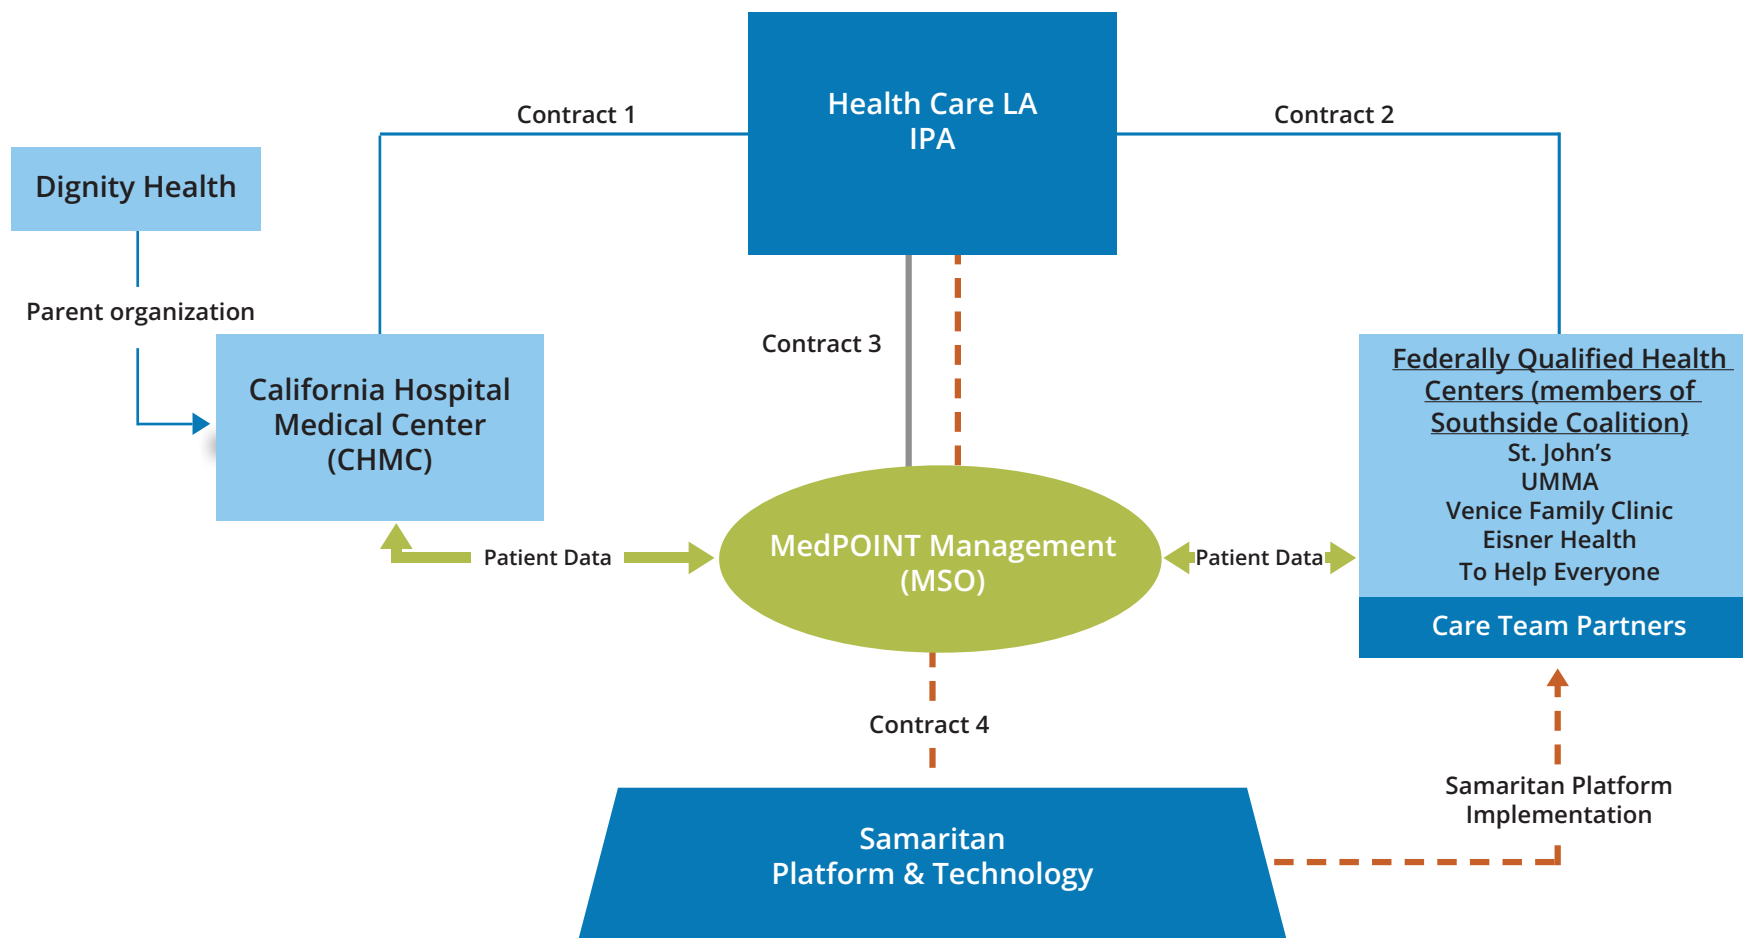 Health Care LA
IPA
Contract 1
Contract 2
Dignity Health
Parent organization
California Hospital
Medical Center
(CHMC)
Contract 3
Federally Qualified Health
Centers (members of
Southside Coalition)
St. John’s
UMMA
Venice Family Clinic
Eisner Health
To Help Everyone
Care Team Partners
Patient Data
MedPOINT Management
(MSO)
Patient Data
Contract 4
Samaritan Platform
Implementation
Samaritan
Platform & Technology